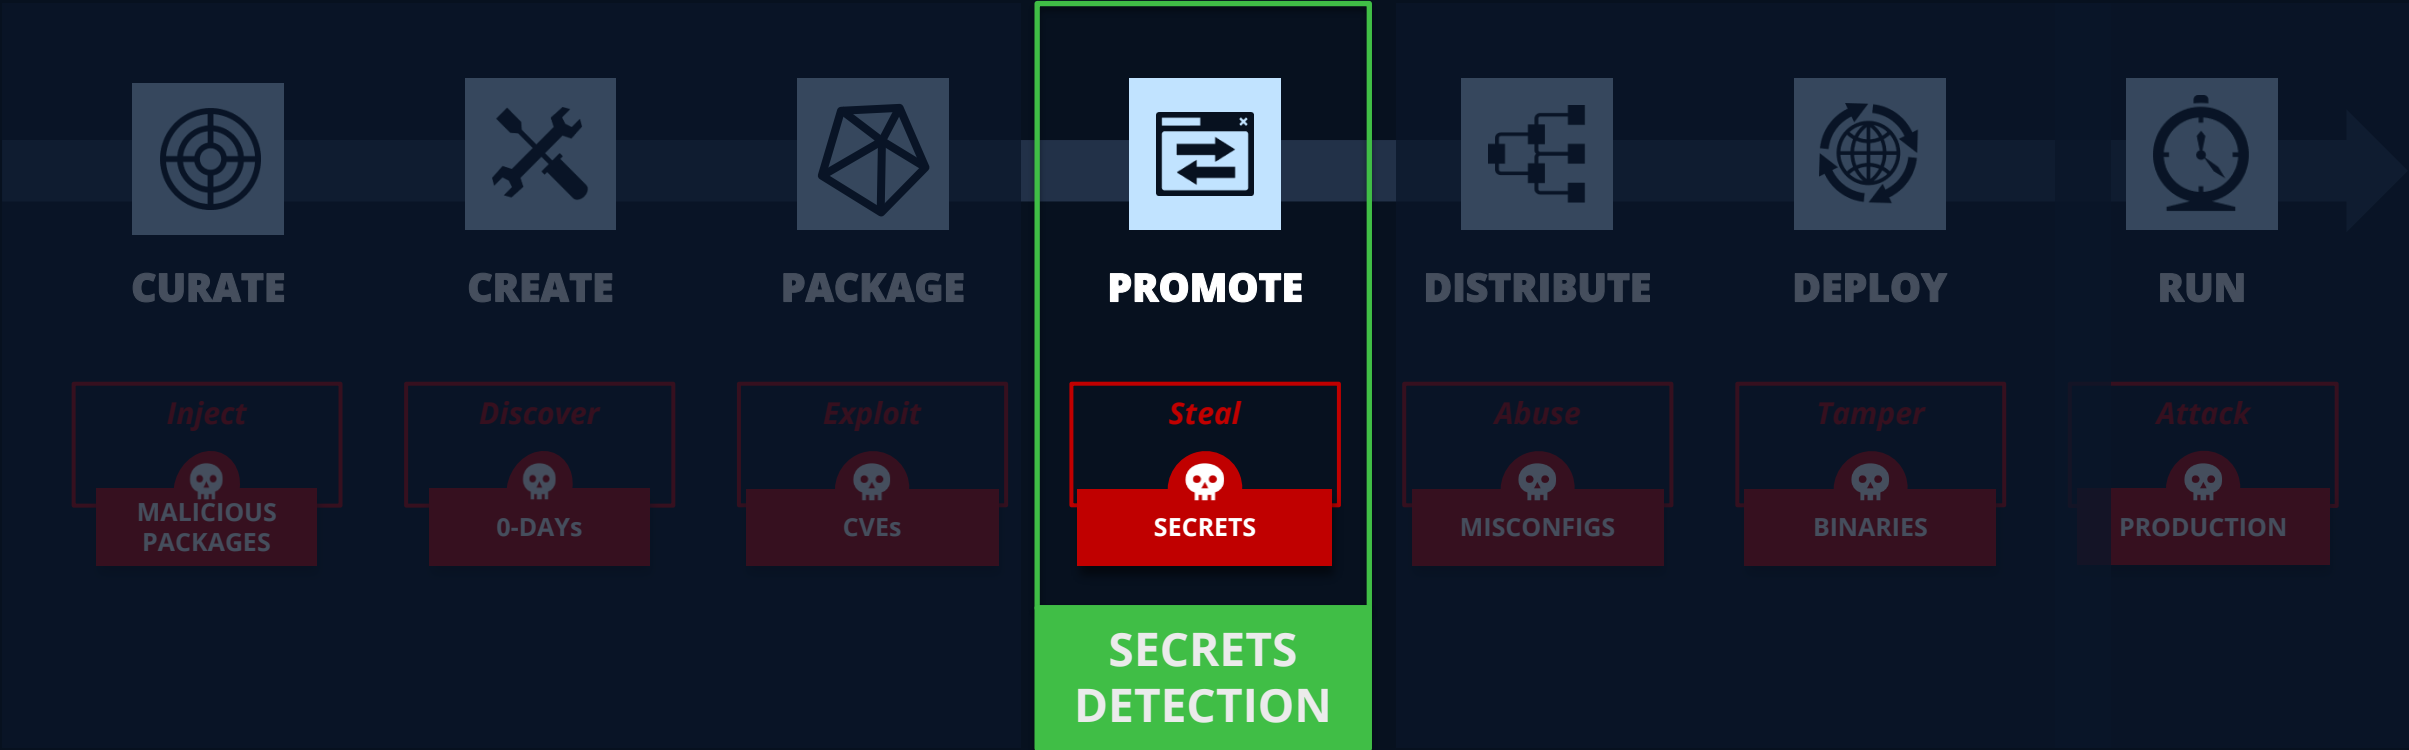 CURATE
CREATE
PACKAGE
PROMOTE
DISTRIBUTE
DEPLOY
RUN
Inject
Discover
Exploit
Steal
Abuse
Tamper
Attack
MALICIOUS
PACKAGES
0-DAYs
CVEs
SECRETS
MISCONFIGS
BINARIES
PRODUCTION
SECRETS
DETECTION